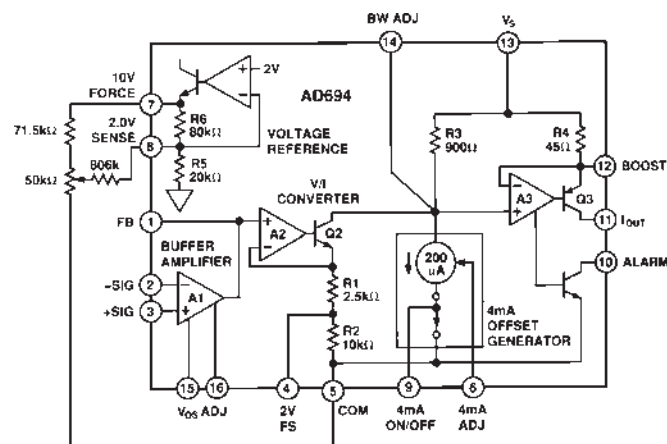 BW ADJ
V_S
14
13
10V
FORCE
7
2V
AD694
R6
80kΩ
2.0V
SENSE
8
71.5kΩ
806k
50kΩ
R5
20kΩ
VOLTAGE
REFERENCE
R3
900Ω
R4
45Ω
12
BOOST
V/I
CONVERTER
A3
Q3
11
I_OUT
FB
1
A2
Q2
BUFFER
AMPLIFIER
200
µA
10
ALARM
–SIG
2
+SIG
3
A1
R1
2.5kΩ
R2
10kΩ
4mA
OFFSET
GENERATOR
15
16
4
5
9
6
V_OS ADJ
2V
FS
COM
4mA
ON/OFF
4mA
ADJ